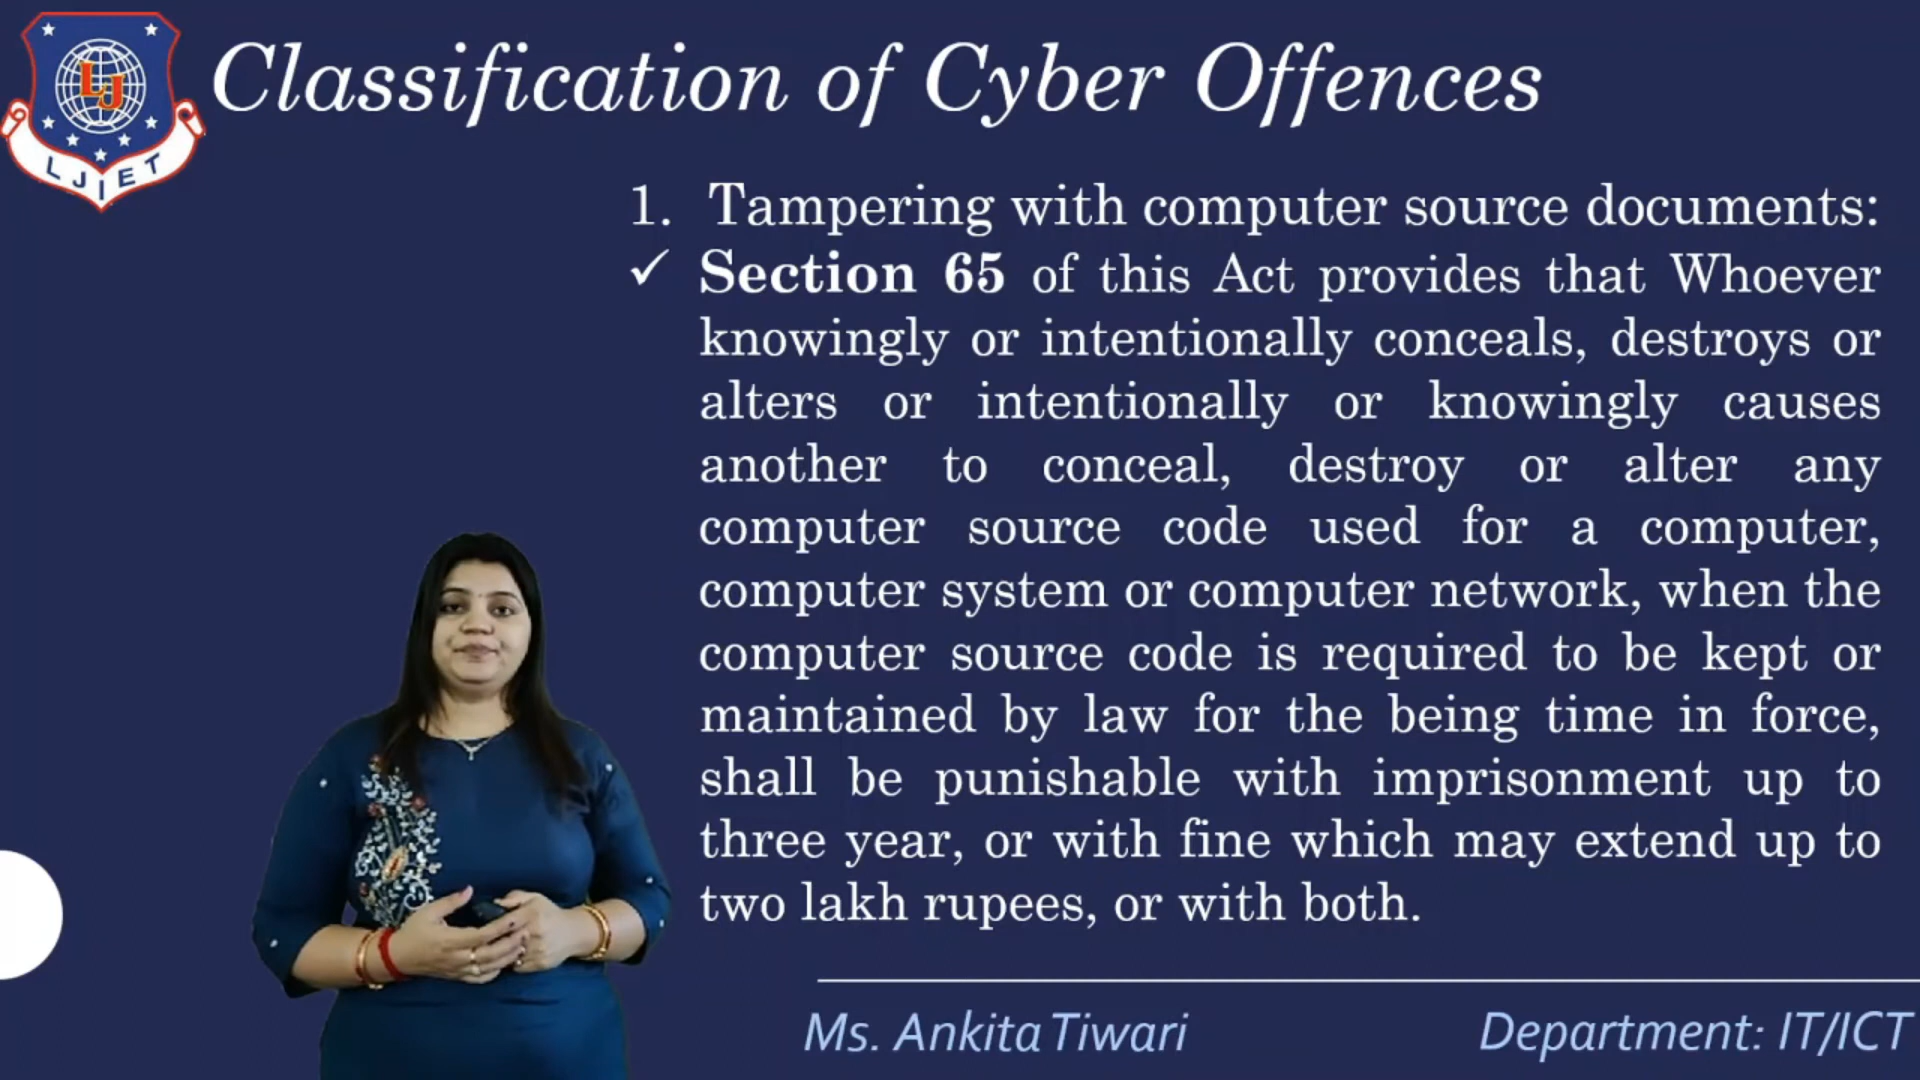 Classification of Cyber Offences
LJ
LJIET
1. Tampering with computer source documents:
✓ Section 65 of this Act provides that Whoever
knowingly or intentionally conceals, destroys or
alters or intentionally or knowingly causes
another to conceal, destroy or alter any
computer source code used for a computer,
computer system or computer network, when the
computer source code is required to be kept or
maintained by law for the being time in force,
shall be punishable with imprisonment up to
three year, or with fine which may extend up to
two lakh rupees, or with both.
Ms. Ankita Tiwari
Department: IT/ICT